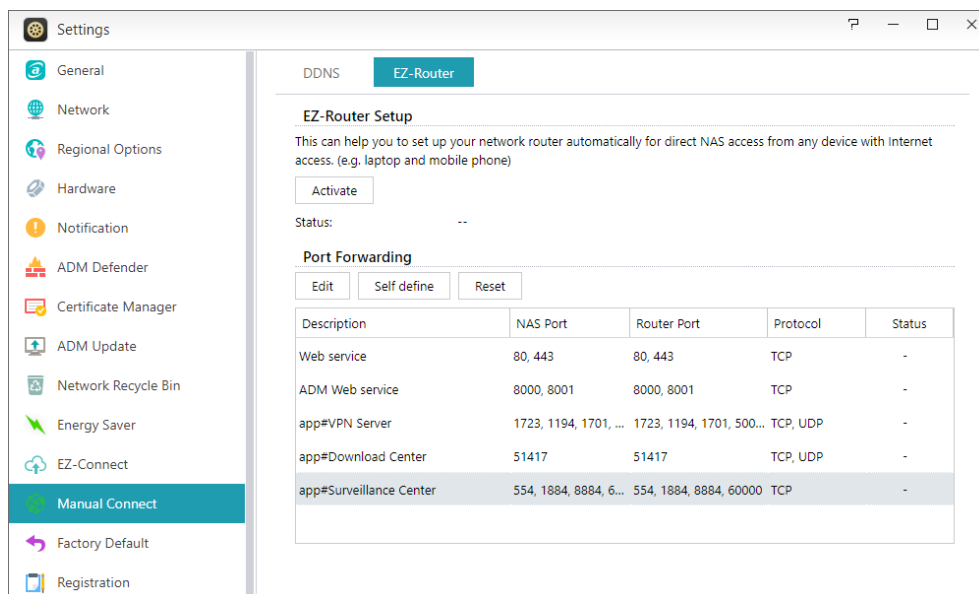 Settings
General
Network
Regional Options
Hardware
Notification
ADM Defender
Certificate Manager
ADM Update
Network Recycle Bin
Energy Saver
EZ-Connect
Manual Connect
Factory Default
Registration
DDNS EZ-Router
EZ-Router Setup
This can help you to set up your network router automatically for direct NAS access from any device with Internet
access. (e.g. laptop and mobile phone)
Activate
Status: --
Port Forwarding
Edit Self define Reset
Description NAS Port Router Port Protocol Status
Web service 80, 443 80, 443 TCP -
ADM Web service 8000, 8001 8000, 8001 TCP -
app#VPN Server 1723, 1194, 1701, ... 1723, 1194, 1701, 500... TCP, UDP -
app#Download Center 51417 51417 TCP, UDP -
app#Surveillance Center 554, 1884, 8884, 6... 554, 1884, 8884, 60000 TCP -